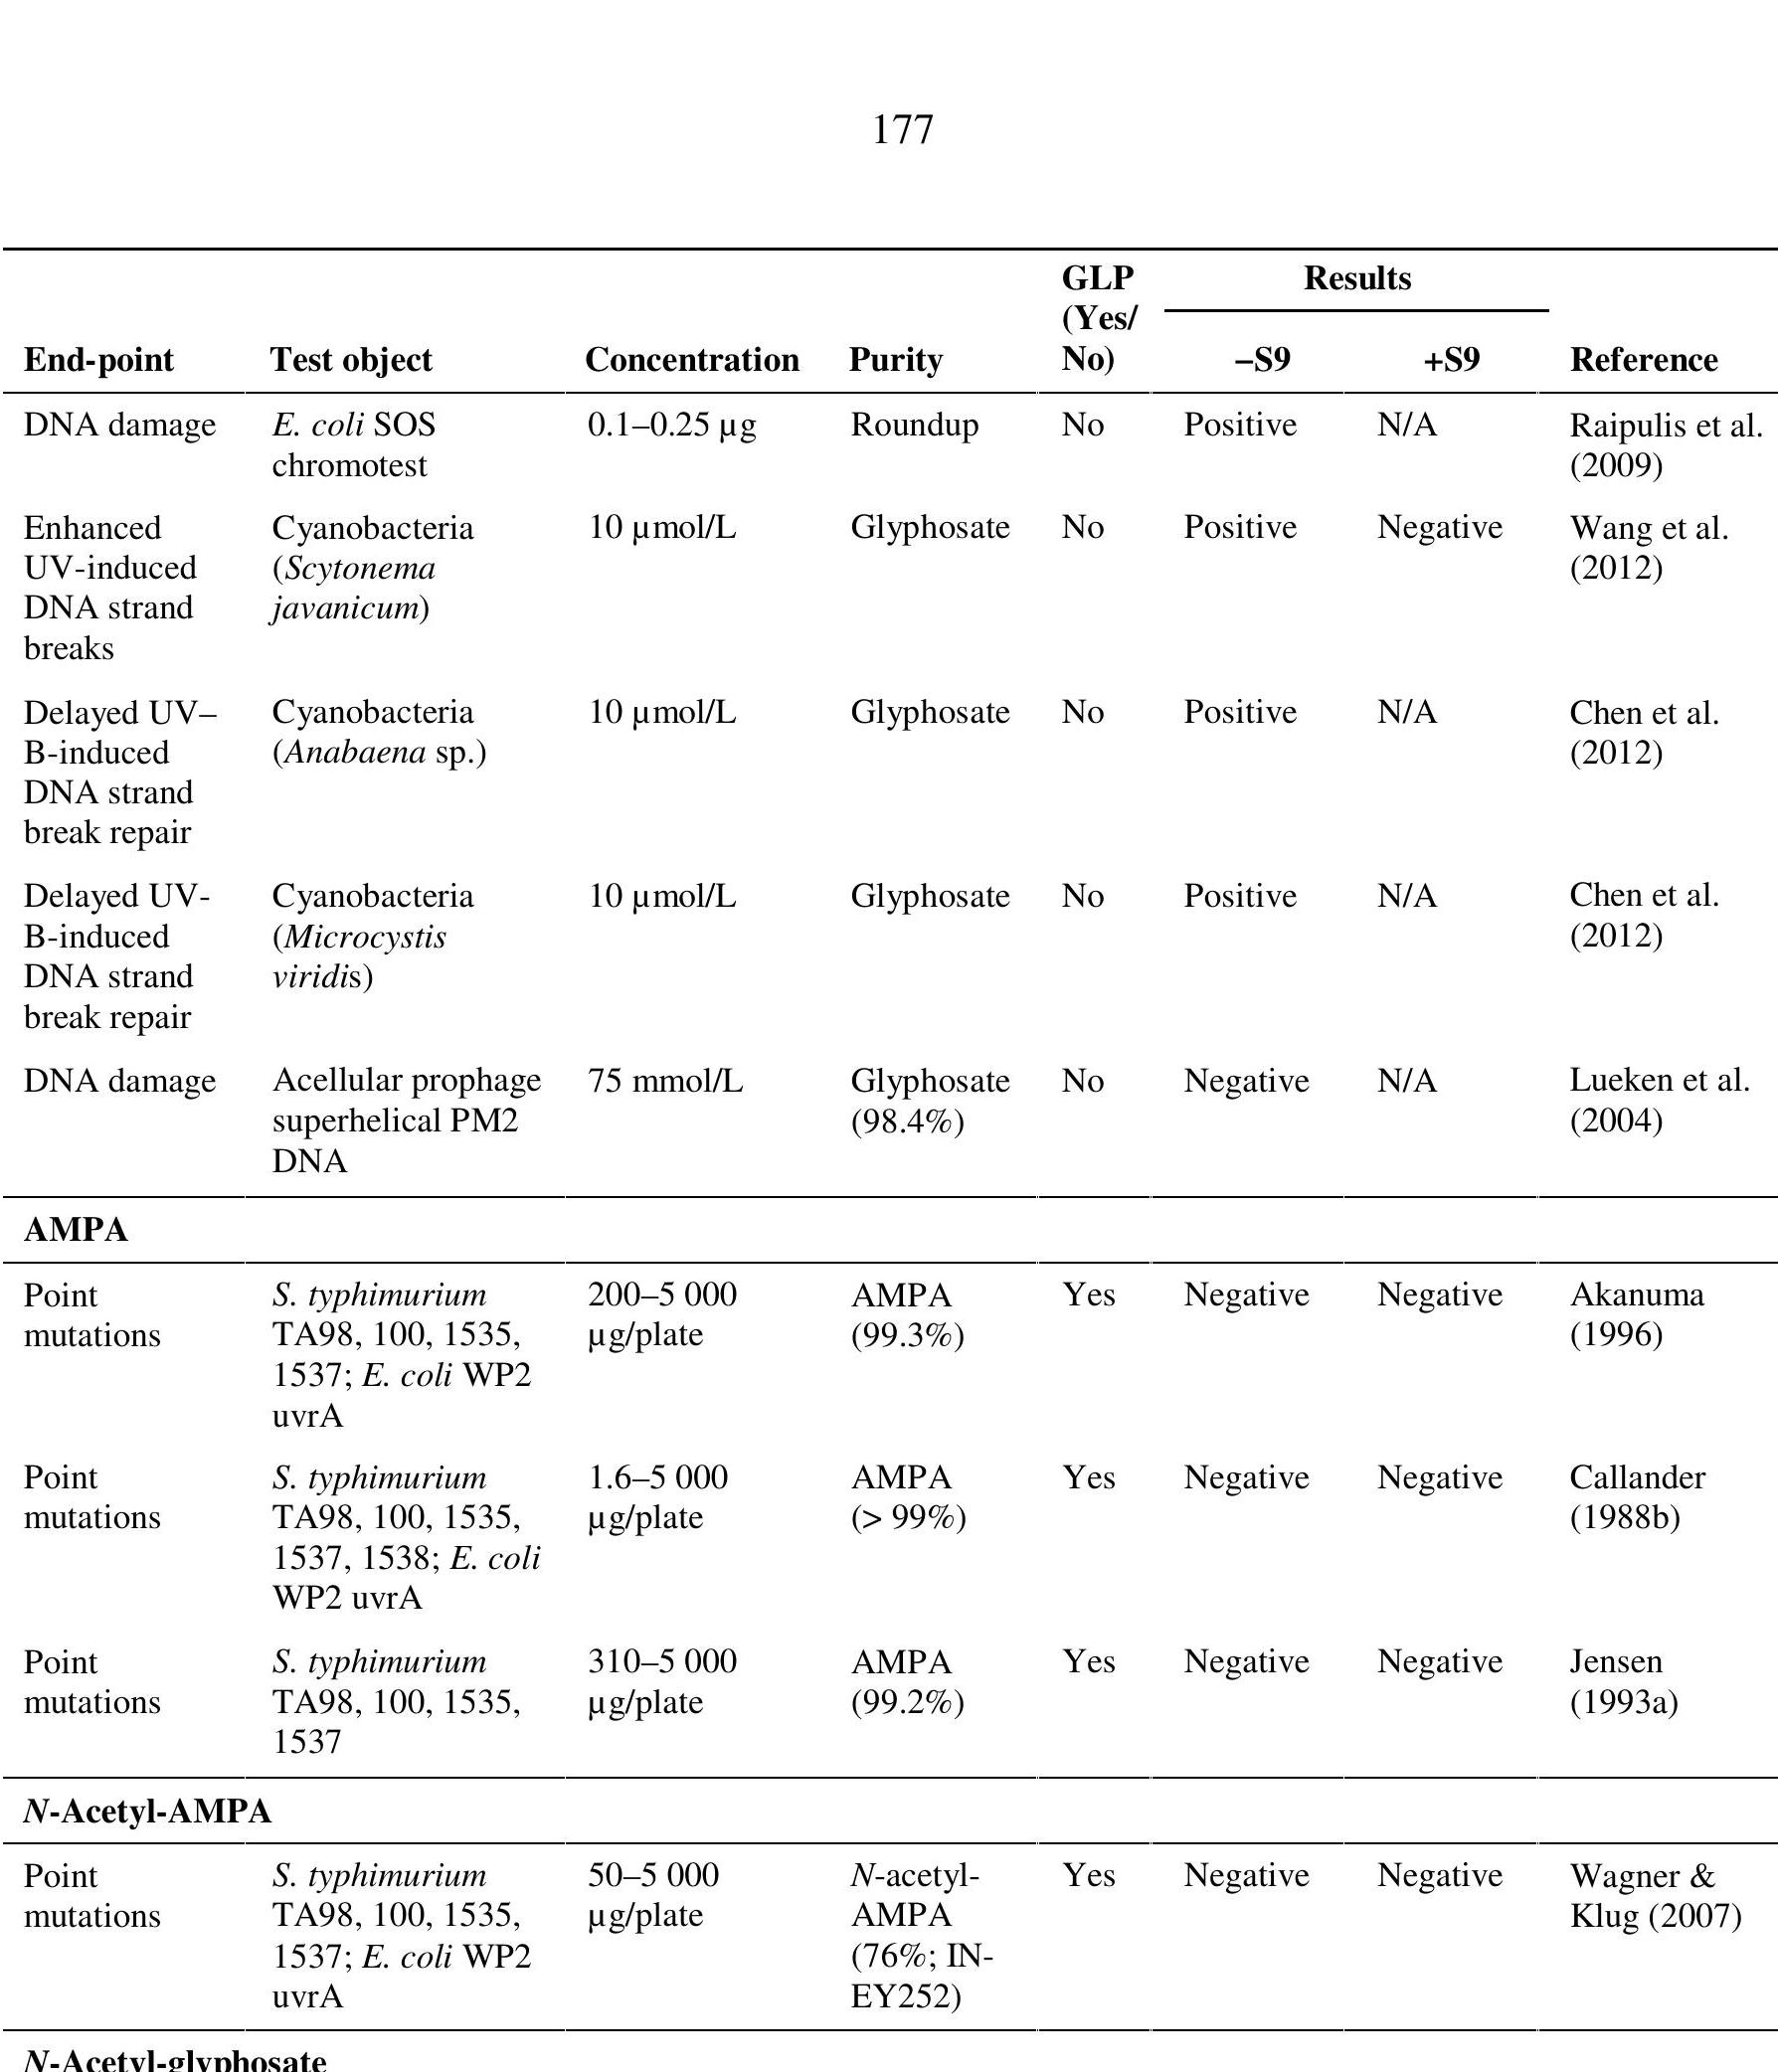 177
End-point Test object Concentration Purity GLP (Yes/ No) Results –S9 +S9 Reference
DNA damage E. coli SOS chromotest 0.1–0.25 µg Roundup No Positive N/A Raipulis et al. (2009)
Enhanced UV-induced DNA strand breaks Cyanobacteria (Scytonema javanicum) 10 µmol/L Glyphosate No Positive Negative Wang et al. (2012)
Delayed UV–B-induced DNA strand break repair Cyanobacteria (Anabaena sp.) 10 µmol/L Glyphosate No Positive N/A Chen et al. (2012)
Delayed UV-B-induced DNA strand break repair Cyanobacteria (Microcystis viridis) 10 µmol/L Glyphosate No Positive N/A Chen et al. (2012)
DNA damage Acellular prophage superhelical PM2 DNA 75 mmol/L Glyphosate (98.4%) No Negative N/A Lueken et al. (2004)
AMPA
Point mutations S. typhimurium TA98, 100, 1535, 1537; E. coli WP2 uvrA 200–5 000 µg/plate AMPA (99.3%) Yes Negative Negative Akanuma (1996)
Point mutations S. typhimurium TA98, 100, 1535, 1537, 1538; E. coli WP2 uvrA 1.6–5 000 µg/plate AMPA (> 99%) Yes Negative Negative Callander (1988b)
Point mutations S. typhimurium TA98, 100, 1535, 1537 310–5 000 µg/plate AMPA (99.2%) Yes Negative Negative Jensen (1993a)
N-Acetyl-AMPA
Point mutations S. typhimurium TA98, 100, 1535, 1537; E. coli WP2 uvrA 50–5 000 µg/plate N-acetyl-AMPA (76%; IN-EY252) Yes Negative Negative Wagner & Klug (2007)
N-Acetyl-glyphosate